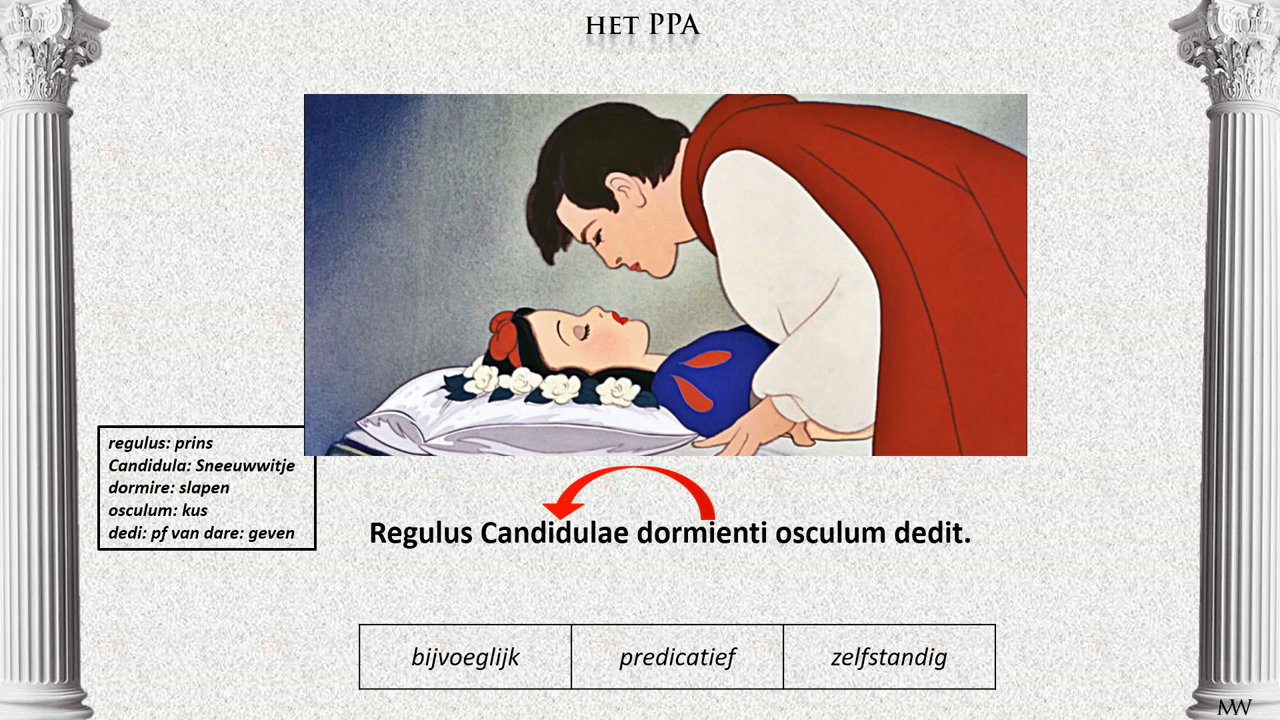 HET PPA
regulus: prins
Candidula: Sneeuwwitje
dormire: slapen
osculum: kus
dedi: pf van dare: geven
Regulus Candidulae dormienti osculum dedit.
bijvoeglijk predicatief zelfstandig
MW